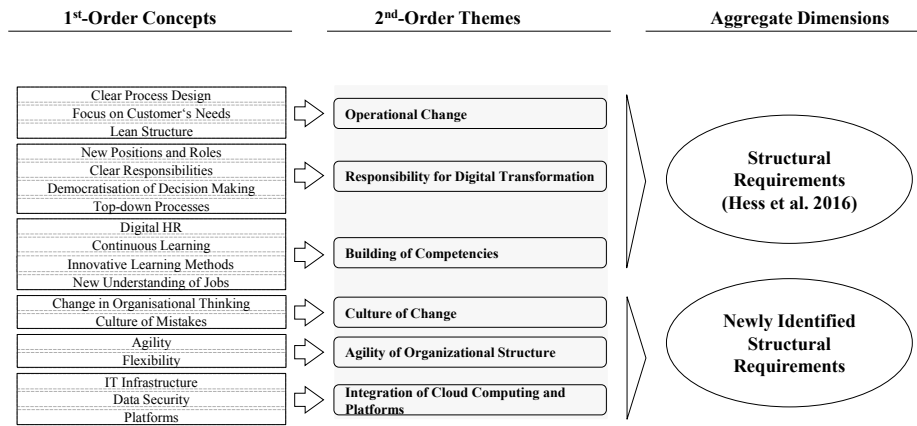 1st-Order Concepts
2nd-Order Themes
Aggregate Dimensions
Clear Process Design
Focus on Customer‘s Needs
Lean Structure
Operational Change
New Positions and Roles
Clear Responsibilities
Democratisation of Decision Making
Top-down Processes
Responsibility for Digital Transformation
Digital HR
Continuous Learning
Innovative Learning Methods
New Understanding of Jobs
Building of Competencies
Structural
Requirements
(Hess et al. 2016)
Change in Organisational Thinking
Culture of Mistakes
Culture of Change
Agility
Flexibility
Agility of Organizational Structure
IT Infrastructure
Data Security
Platforms
Integration of Cloud Computing and
Platforms
Newly Identified
Structural
Requirements